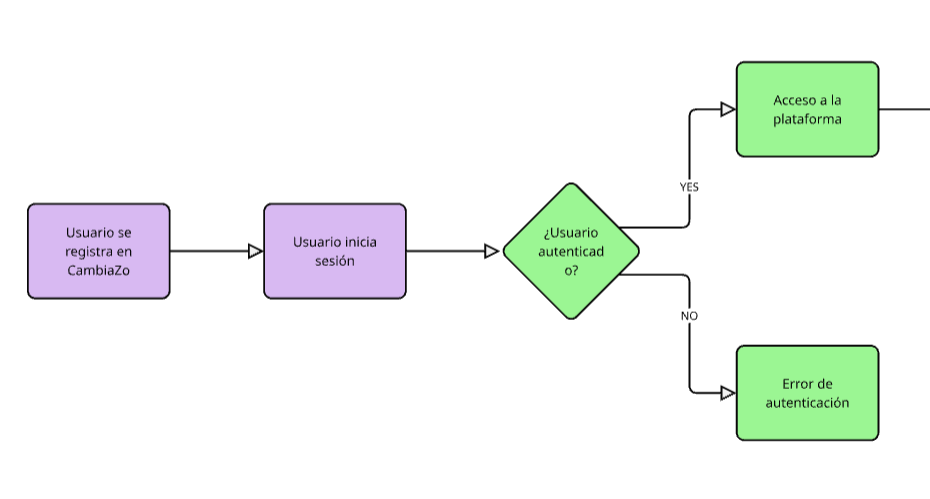 Usuario se
registra en
CambiaZo
Usuario inicia
sesión
¿Usuario
autenticad
o?
YES
Acceso a la
plataforma
NO
Error de
autenticación